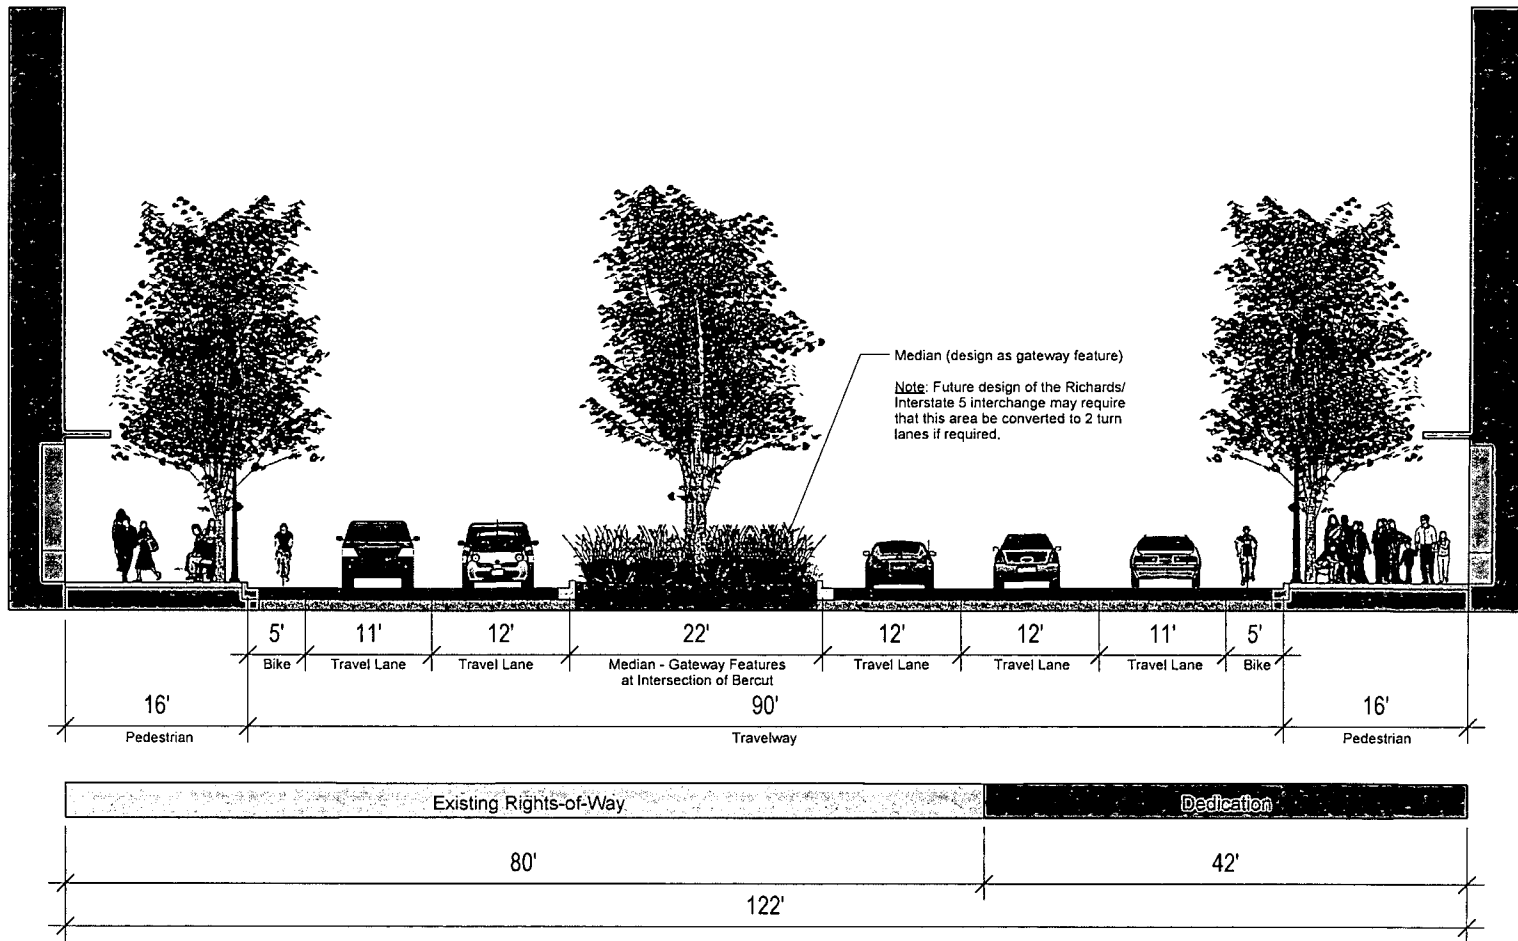 Median (design as gateway feature)
Note: Future design of the Richards/
Interstate 5 interchange may require
that this area be converted to 2 turn
lanes if required.
5' 11' 12' 22' 12' 12' 11' 5'
Bike Travel Lane Travel Lane Median - Gateway Features Travel Lane Travel Lane Travel Lane Bike
at Intersection of Bercut
16' 90' 16'
Pedestrian Travelway Pedestrian
Existing Rights-of-Way Dedication
80' 42'
122'